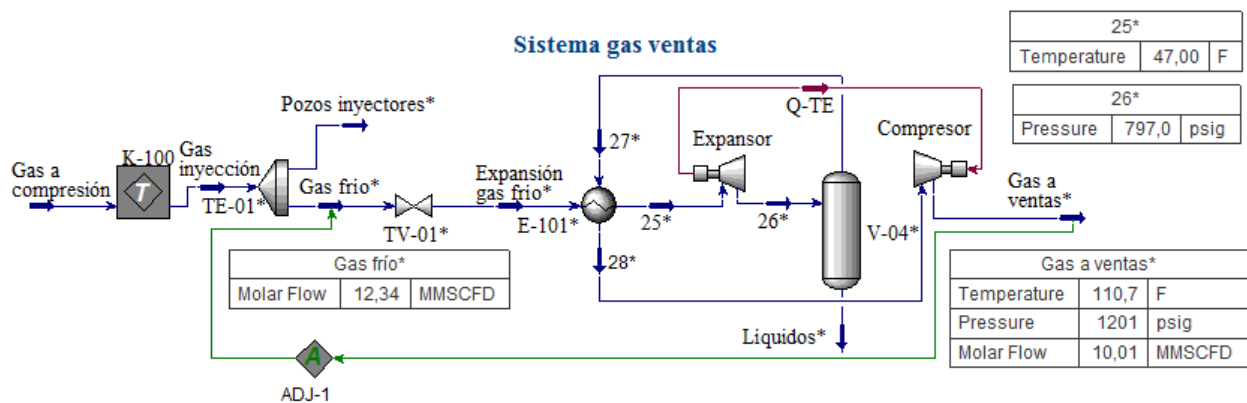 Sistema gas ventas
25*
Temperature 47,00 F
26*
Pressure 797,0 psig
Pozos inyectores*
Q-TE
Compresor
Expansor
27*
K-100
Gas
inyección
Gas a
compresión
TE-01*
Gas frio*
Expansión
gas frio*
Gas a
ventas*
TV-01*
E-101*
25*
26*
V-04*
28*
Gas frío*
Molar Flow 12,34 MMSCFD
Gas a ventas*
Temperature 110,7 F
Pressure 1201 psig
Molar Flow 10,01 MMSCFD
Líquidos*
A
ADJ-1
T